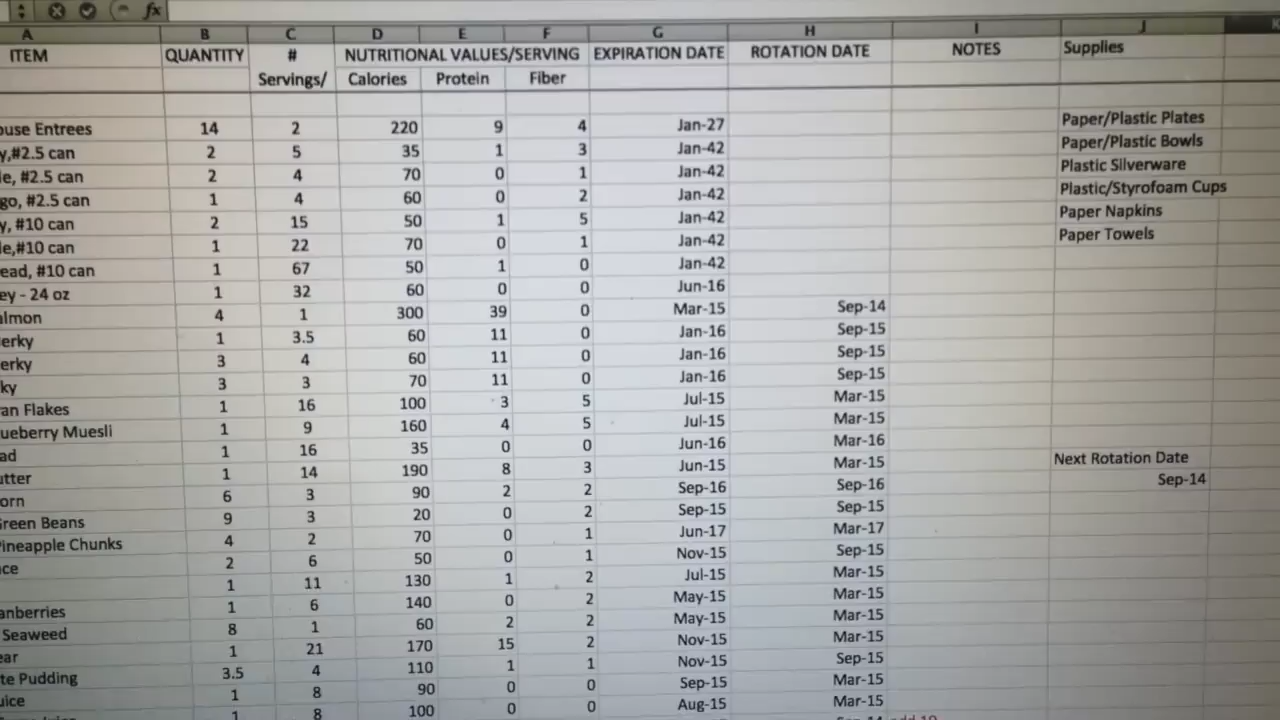 fx
A B C D E F G H I J
ITEM QUANTITY # NUTRITIONAL VALUES/SERVING EXPIRATION DATE ROTATION DATE NOTES Supplies
Servings/ Calories Protein Fiber
ouse Entrees 14 2 220 9 4 Jan-27 Paper/Plastic Plates
y,#2.5 can 2 5 35 1 3 Jan-42 Paper/Plastic Bowls
le, #2.5 can 2 4 70 0 1 Jan-42 Plastic Silverware
go, #2.5 can 1 4 60 0 2 Jan-42 Plastic/Styrofoam Cups
y, #10 can 2 15 50 1 5 Jan-42 Paper Napkins
le,#10 can 1 22 70 0 1 Jan-42 Paper Towels
ead, #10 can 1 67 50 1 0 Jan-42
ey - 24 oz 1 32 60 0 0 Jun-16
almon 4 1 300 39 0 Mar-15 Sep-14
erky 1 3.5 60 11 0 Jan-16 Sep-15
erky 3 4 60 11 0 Jan-16 Sep-15
ky 3 3 70 11 0 Jan-16 Sep-15
an Flakes 1 16 100 3 5 Jul-15 Mar-15
ueberry Muesli 1 9 160 4 5 Jul-15 Mar-15
ad 1 16 35 0 0 Jun-16 Mar-16
utter 1 14 190 8 3 Jun-15 Mar-15 Next Rotation Date
orn 6 3 90 2 2 Sep-16 Sep-16 Sep-14
Green Beans 9 3 20 0 2 Sep-15 Sep-15
Pineapple Chunks 4 2 70 0 1 Jun-17 Mar-17
ce 2 6 50 0 1 Nov-15 Sep-15
1 11 130 1 2 Jul-15 Mar-15
anberries 1 6 140 0 2 May-15 Mar-15
Seaweed 8 1 60 2 2 May-15 Mar-15
ear 1 21 170 15 2 Nov-15 Mar-15
te Pudding 3.5 4 110 1 1 Nov-15 Sep-15
uice 1 8 90 0 0 Sep-15 Mar-15
1 8 100 0 0 Aug-15 Mar-15